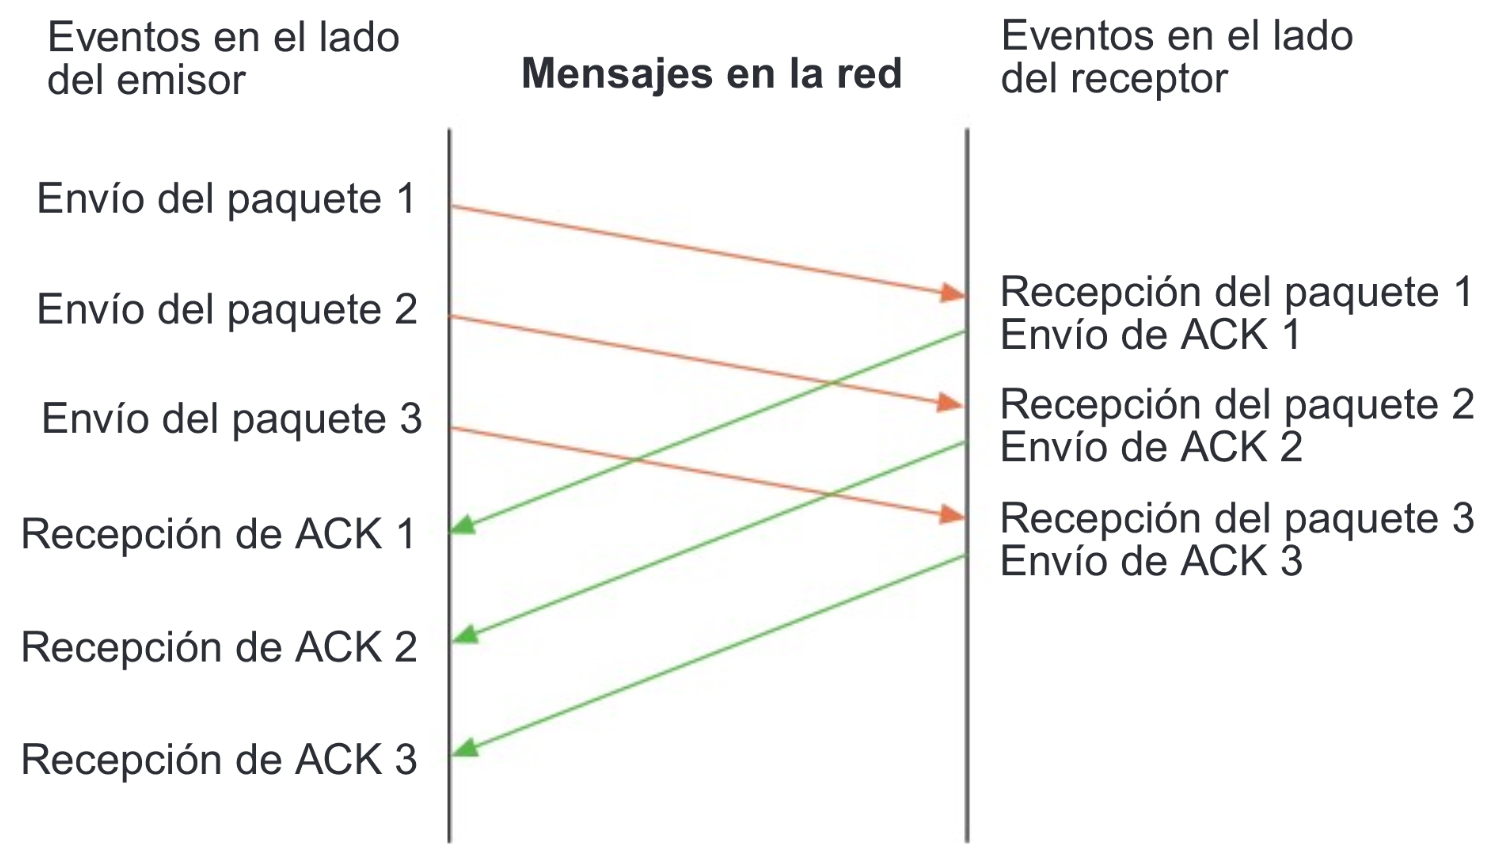 Eventos en el lado
del emisor
Mensajes en la red
Eventos en el lado
del receptor
Envío del paquete 1
Envío del paquete 2
Envío del paquete 3
Recepción de ACK 1
Recepción de ACK 2
Recepción de ACK 3
Recepción del paquete 1
Envío de ACK 1
Recepción del paquete 2
Envío de ACK 2
Recepción del paquete 3
Envío de ACK 3